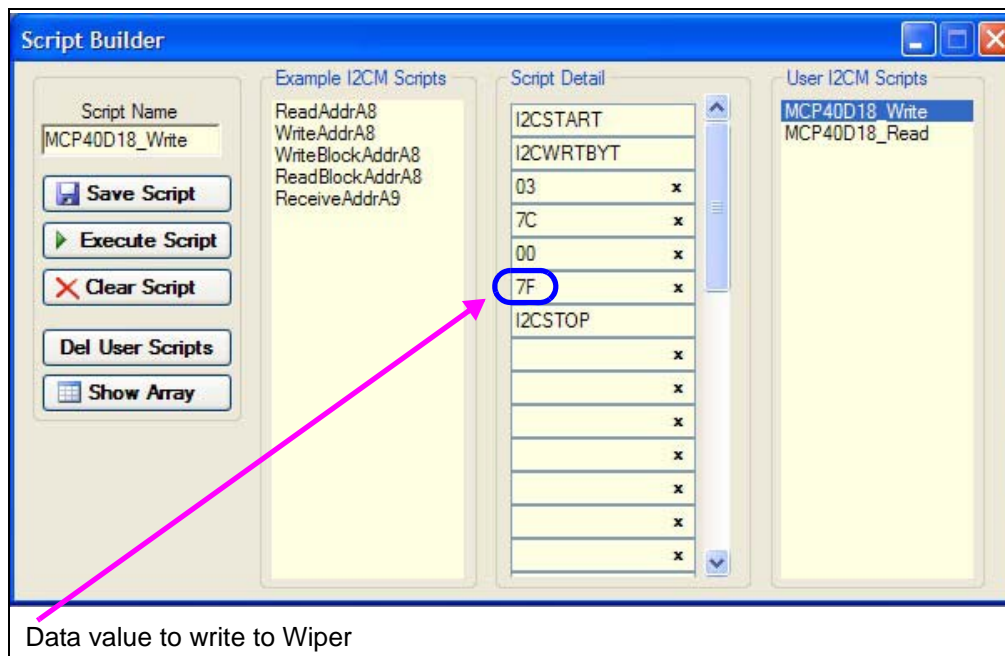 Script Builder
Script Name
MCP40D18_Write
Save Script
Execute Script
Clear Script
Del User Scripts
Show Array
Example I2CM Scripts
ReadAddrA8
WriteAddrA8
WriteBlockAddrA8
ReadBlockAddrA8
ReceiveAddrA9
Script Detail
I2CSTART
I2CWRTBYT
03 x
7C x
00 x
7F x
I2CSTOP
x
x
x
x
x
x
x
User I2CM Scripts
MCP40D18_Write
MCP40D18_Read
Data value to write to Wiper